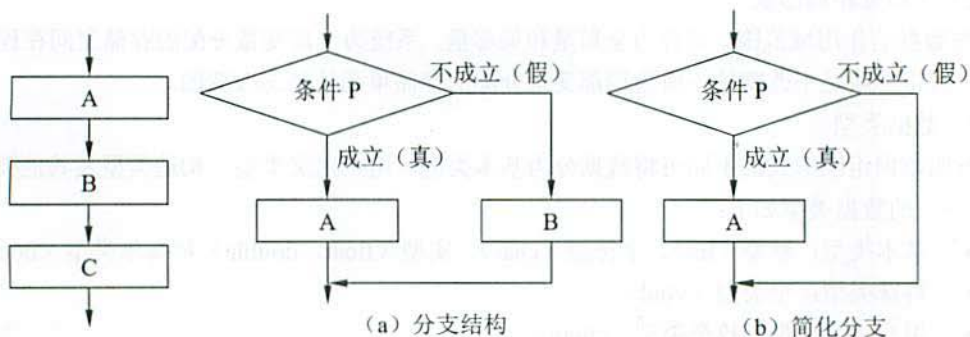 A
B
C
条件 P
不成立（假）
成立（真）
A
B
（a）分支结构
条件 P
不成立（假）
成立（真）
A
（b）简化分支